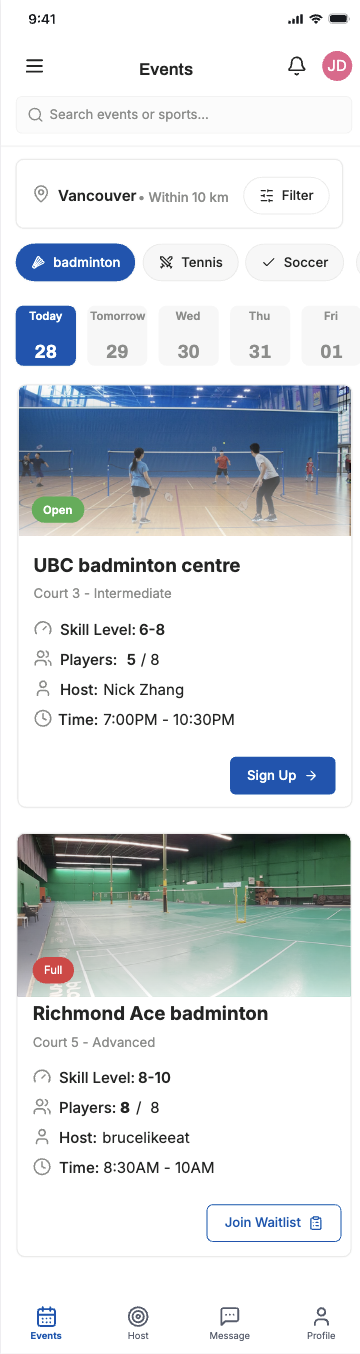 9:41
Events
JD
Search events or sports...
Vancouver • Within 10 km Filter
badminton Tennis Soccer
Today Tomorrow Wed Thu Fri
28 29 30 31 01
Open
UBC badminton centre
Court 3 - Intermediate
Skill Level: 6-8
Players: 5 / 8
Host: Nick Zhang
Time: 7:00PM - 10:30PM
Sign Up
Full
Richmond Ace badminton
Court 5 - Advanced
Skill Level: 8-10
Players: 8 / 8
Host: brucelikeeat
Time: 8:30AM - 10AM
Join Waitlist
Events Host Message Profile